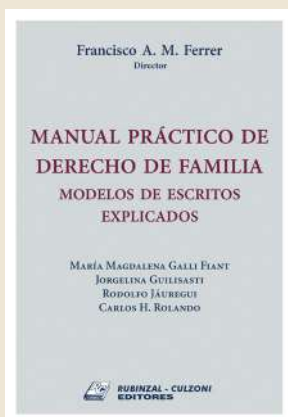 Francisco A. M. Ferrer
Director
MANUAL PRÁCTICO DE
DERECHO DE FAMILIA
MODELOS DE ESCRITOS
EXPLICADOS
María Magdalena Galli Fiant
Jorgelina Guilisasti
Rodolfo Jáuregui
Carlos H. Rolando
RUBINZAL - CULZONI
EDITORES